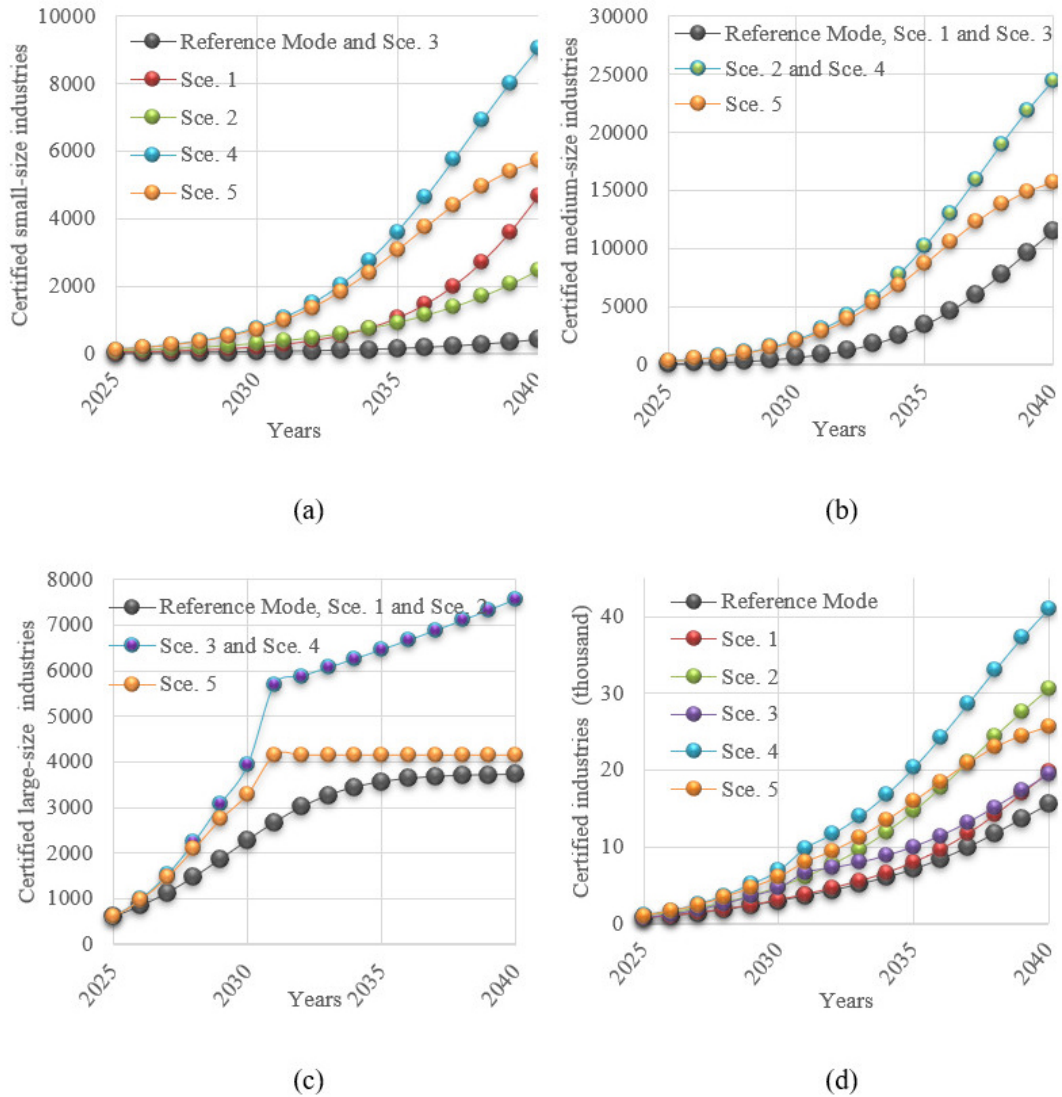 10000
8000
6000
4000
2000
0
Certified small-size industries
Reference Mode and Sce. 3
Sce. 1
Sce. 2
Sce. 4
Sce. 5
2025
2030
2035
2040
Years
(a)
30000
25000
20000
15000
10000
5000
0
Certified medium-size industries
Reference Mode, Sce. 1 and Sce. 3
Sce. 2 and Sce. 4
Sce. 5
2025
2030
2035
2040
Years
(b)
8000
7000
6000
5000
4000
3000
2000
1000
0
Certified large-size industries
Reference Mode, Sce. 1 and Sce. 2
Sce. 3 and Sce. 4
Sce. 5
2025
2030
2035
2040
Years
(c)
40
30
20
10
0
Certified industries (thousand)
Reference Mode
Sce. 1
Sce. 2
Sce. 3
Sce. 4
Sce. 5
2025
2030
2035
2040
Years
(d)